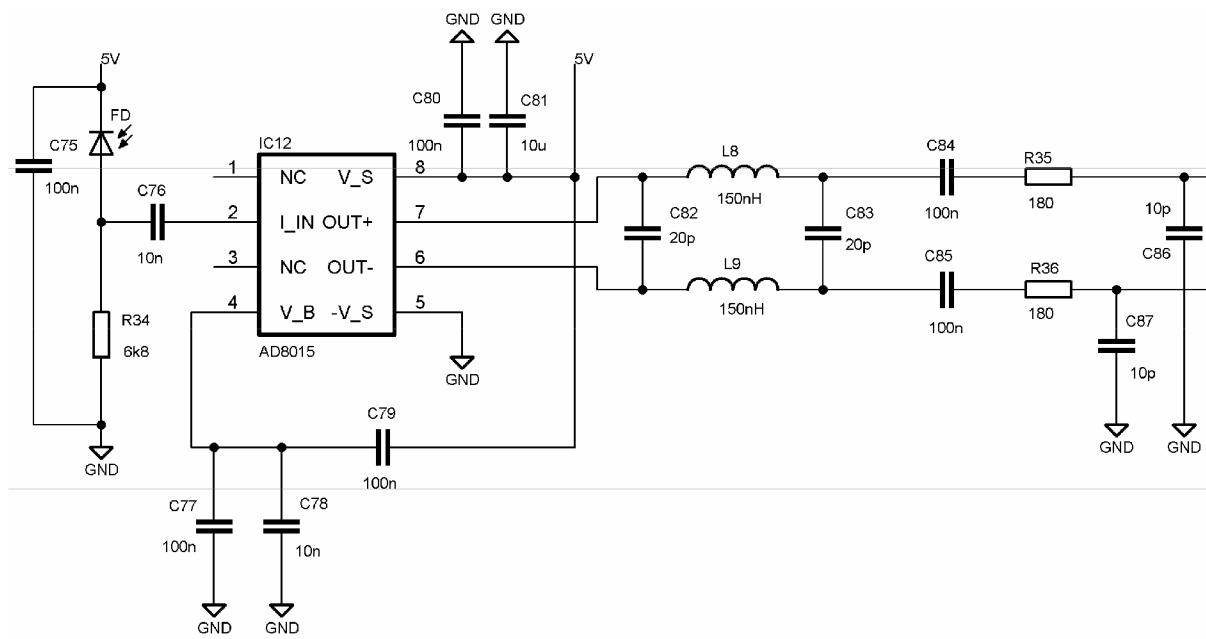 GND
GND
5V
5V
C80
C81
FD
C75
100n
10u
IC12
100n
L8
C84
R35
1
NC
V_S
8
C76
150nH
100n
180
10p
2
I_IN
OUT+
7
C82
C83
10n
20p
20p
C86
3
NC
OUT-
6
L9
C85
R36
4
V_B
-V_S
5
150nH
100n
180
R34
C87
6k8
AD8015
GND
10p
C79
GND
GND
GND
100n
C77
C78
100n
10n
GND
GND